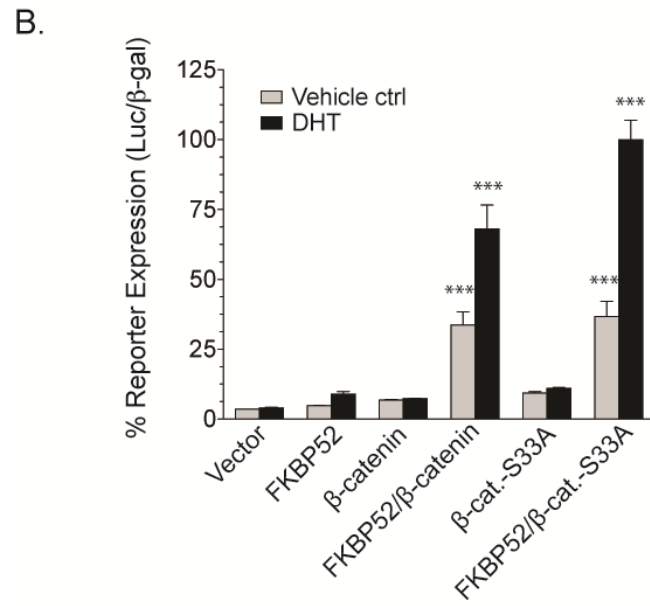 B.
% Reporter Expression (Luc/β-gal)
125
100
75
50
25
0
Vehicle ctrl
DHT
***
***
***
***
Vector
FKBP52
β-catenin
FKBP52/β-catenin
β-cat.-S33A
FKBP52/β-cat.-S33A